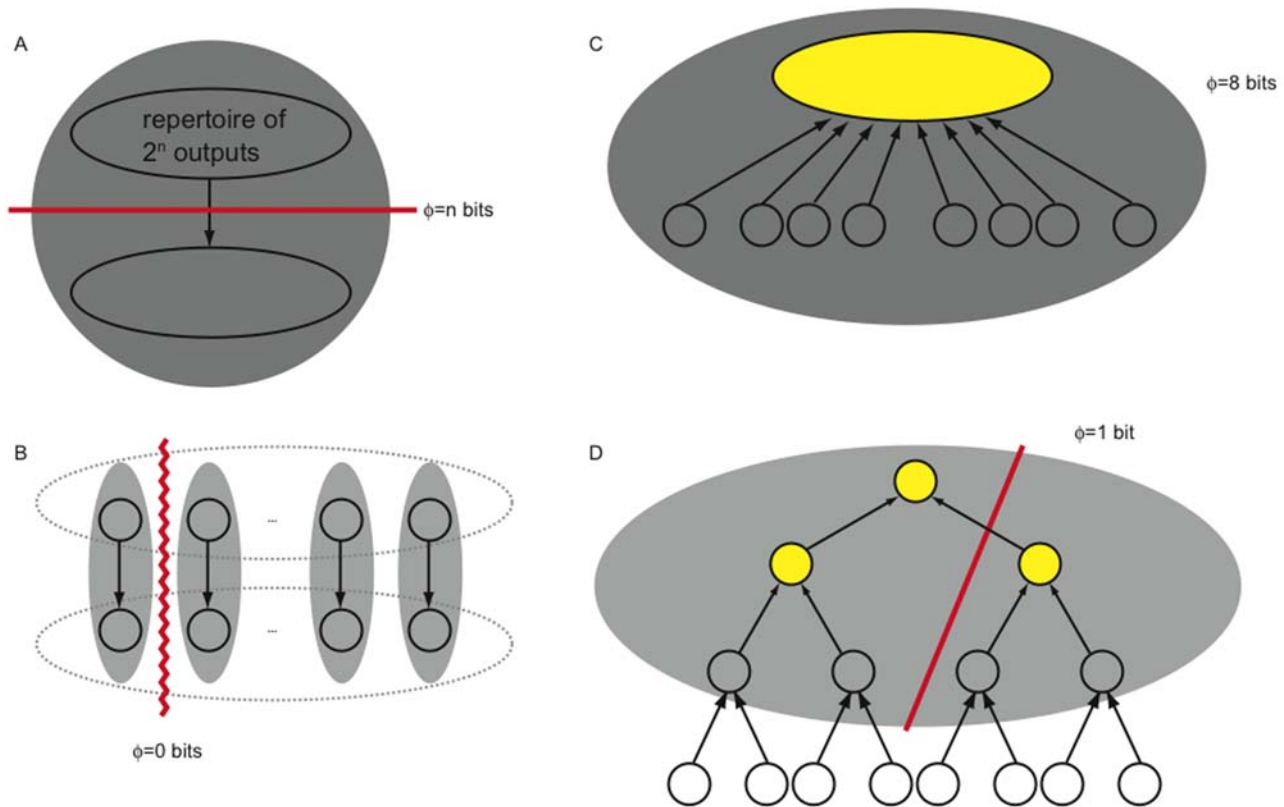 A
repertoire of
2ⁿ outputs
ϕ=n bits
B
...
...
ϕ=0 bits
C
ϕ=8 bits
D
ϕ=1 bit